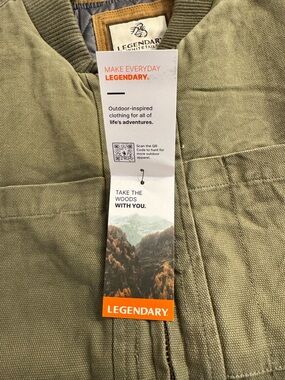 LEGENDARY
WHITETAILS
MAKE EVERYDAY
LEGENDARY.
Outdoor-inspired
clothing for all of
life's adventures.
Scan the QR
Code to hunt for
more outdoor
apparel.
TAKE THE
WOODS
WITH YOU.
LEGENDARY